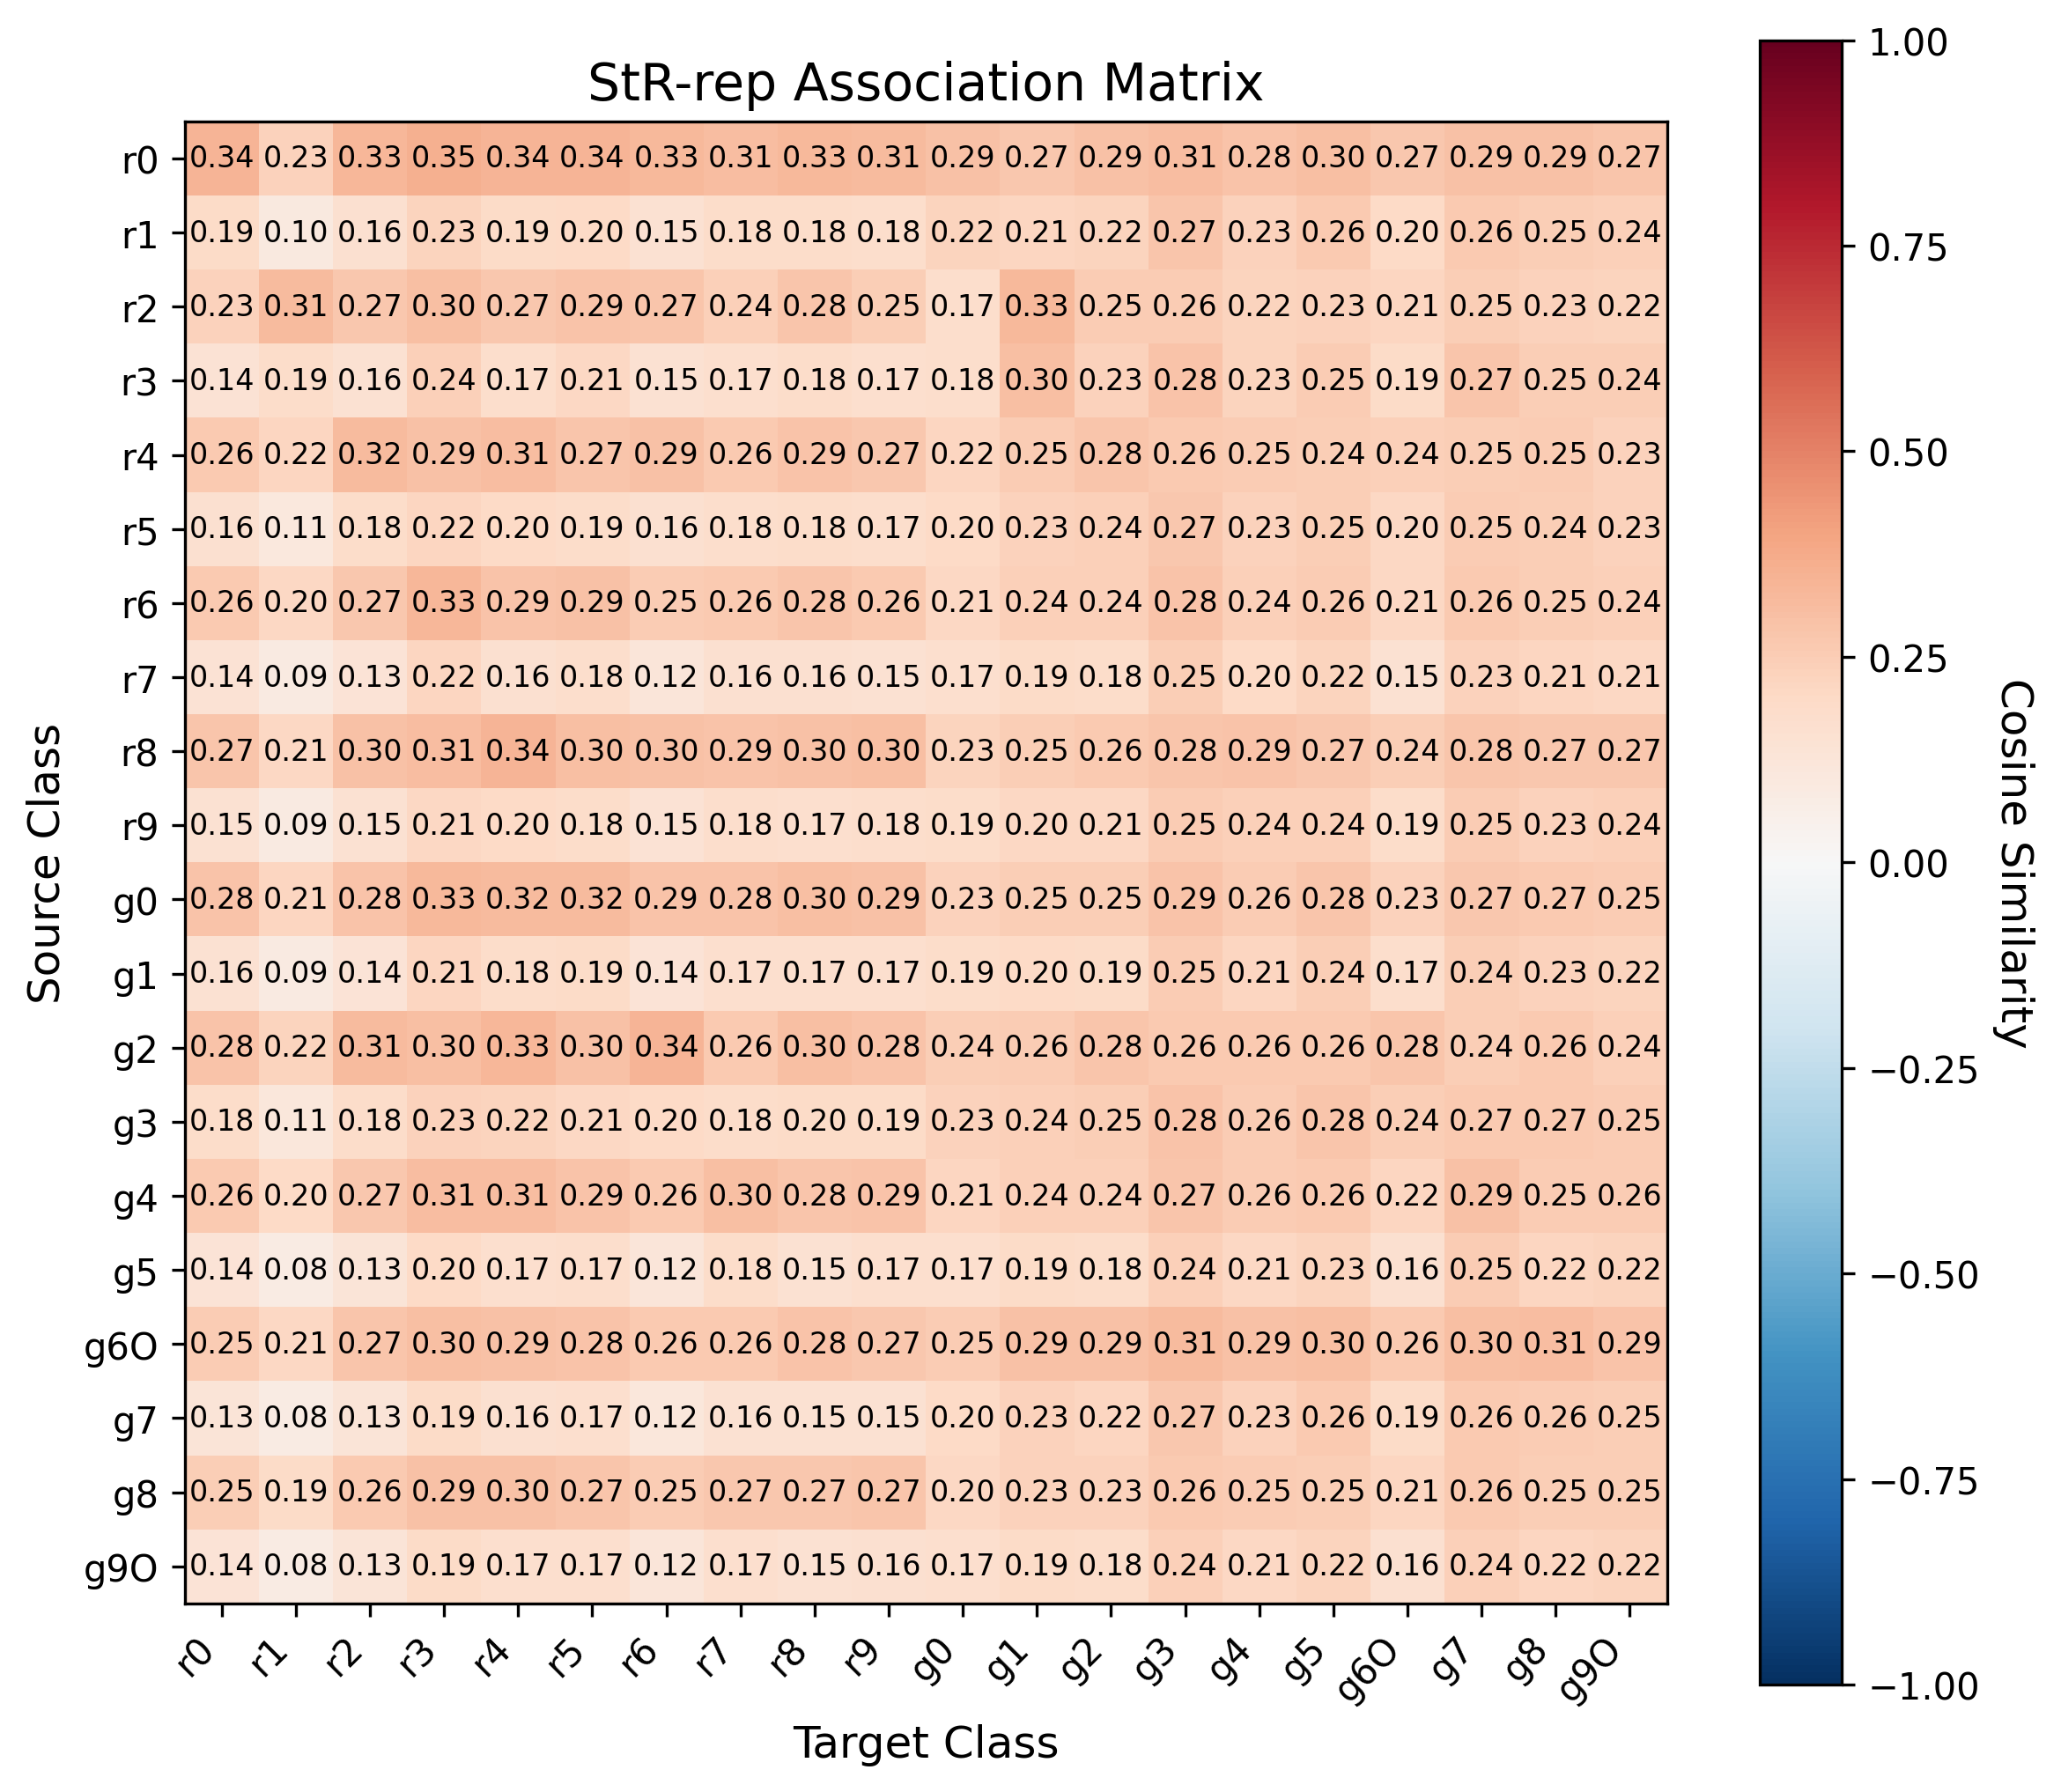 StR-rep Association Matrix
r0 0.34 0.23 0.33 0.35 0.34 0.34 0.33 0.31 0.33 0.31 0.29 0.27 0.29 0.31 0.28 0.30 0.27 0.29 0.29 0.27
r1 0.19 0.10 0.16 0.23 0.19 0.20 0.15 0.18 0.18 0.18 0.22 0.21 0.22 0.27 0.23 0.26 0.20 0.26 0.25 0.24
r2 0.23 0.31 0.27 0.30 0.27 0.29 0.27 0.24 0.28 0.25 0.17 0.33 0.25 0.26 0.22 0.23 0.21 0.25 0.23 0.22
r3 0.14 0.19 0.16 0.24 0.17 0.21 0.15 0.17 0.18 0.17 0.18 0.30 0.23 0.28 0.23 0.25 0.19 0.27 0.25 0.24
r4 0.26 0.22 0.32 0.29 0.31 0.27 0.29 0.26 0.29 0.27 0.22 0.25 0.28 0.26 0.25 0.24 0.24 0.25 0.25 0.23
r5 0.16 0.11 0.18 0.22 0.20 0.19 0.16 0.18 0.18 0.17 0.20 0.23 0.24 0.27 0.23 0.25 0.20 0.25 0.24 0.23
r6 0.26 0.20 0.27 0.33 0.29 0.29 0.25 0.26 0.28 0.26 0.21 0.24 0.24 0.28 0.24 0.26 0.21 0.26 0.25 0.24
r7 0.14 0.09 0.13 0.22 0.16 0.18 0.12 0.16 0.16 0.15 0.17 0.19 0.18 0.25 0.20 0.22 0.15 0.23 0.21 0.21
r8 0.27 0.21 0.30 0.31 0.34 0.30 0.30 0.29 0.30 0.30 0.23 0.25 0.26 0.28 0.29 0.27 0.24 0.28 0.27 0.27
r9 0.15 0.09 0.15 0.21 0.20 0.18 0.15 0.18 0.17 0.18 0.19 0.20 0.21 0.25 0.24 0.24 0.19 0.25 0.23 0.24
g0 0.28 0.21 0.28 0.33 0.32 0.32 0.29 0.28 0.30 0.29 0.23 0.25 0.25 0.29 0.26 0.28 0.23 0.27 0.27 0.25
g1 0.16 0.09 0.14 0.21 0.18 0.19 0.14 0.17 0.17 0.17 0.19 0.20 0.19 0.25 0.21 0.24 0.17 0.24 0.23 0.22
g2 0.28 0.22 0.31 0.30 0.33 0.30 0.34 0.26 0.30 0.28 0.24 0.26 0.28 0.26 0.26 0.26 0.28 0.24 0.26 0.24
g3 0.18 0.11 0.18 0.23 0.22 0.21 0.20 0.18 0.20 0.19 0.23 0.24 0.25 0.28 0.26 0.28 0.24 0.27 0.27 0.25
g4 0.26 0.20 0.27 0.31 0.31 0.29 0.26 0.30 0.28 0.29 0.21 0.24 0.24 0.27 0.26 0.26 0.22 0.29 0.25 0.26
g5 0.14 0.08 0.13 0.20 0.17 0.17 0.12 0.18 0.15 0.17 0.17 0.19 0.18 0.24 0.21 0.23 0.16 0.25 0.22 0.22
g6O 0.25 0.21 0.27 0.30 0.29 0.28 0.26 0.26 0.28 0.27 0.25 0.29 0.29 0.31 0.29 0.30 0.26 0.30 0.31 0.29
g7 0.13 0.08 0.13 0.19 0.16 0.17 0.12 0.16 0.15 0.15 0.20 0.23 0.22 0.27 0.23 0.26 0.19 0.26 0.26 0.25
g8 0.25 0.19 0.26 0.29 0.30 0.27 0.25 0.27 0.27 0.27 0.20 0.23 0.23 0.26 0.25 0.25 0.21 0.26 0.25 0.25
g9O 0.14 0.08 0.13 0.19 0.17 0.17 0.12 0.17 0.15 0.16 0.17 0.19 0.18 0.24 0.21 0.22 0.16 0.24 0.22 0.22
r0 r1 r2 r3 r4 r5 r6 r7 r8 r9 g0 g1 g2 g3 g4 g5 g6O g7 g8 g9O
Target Class
Source Class
1.00
0.75
0.50
0.25
0.00
−0.25
−0.50
−0.75
−1.00
Cosine Similarity